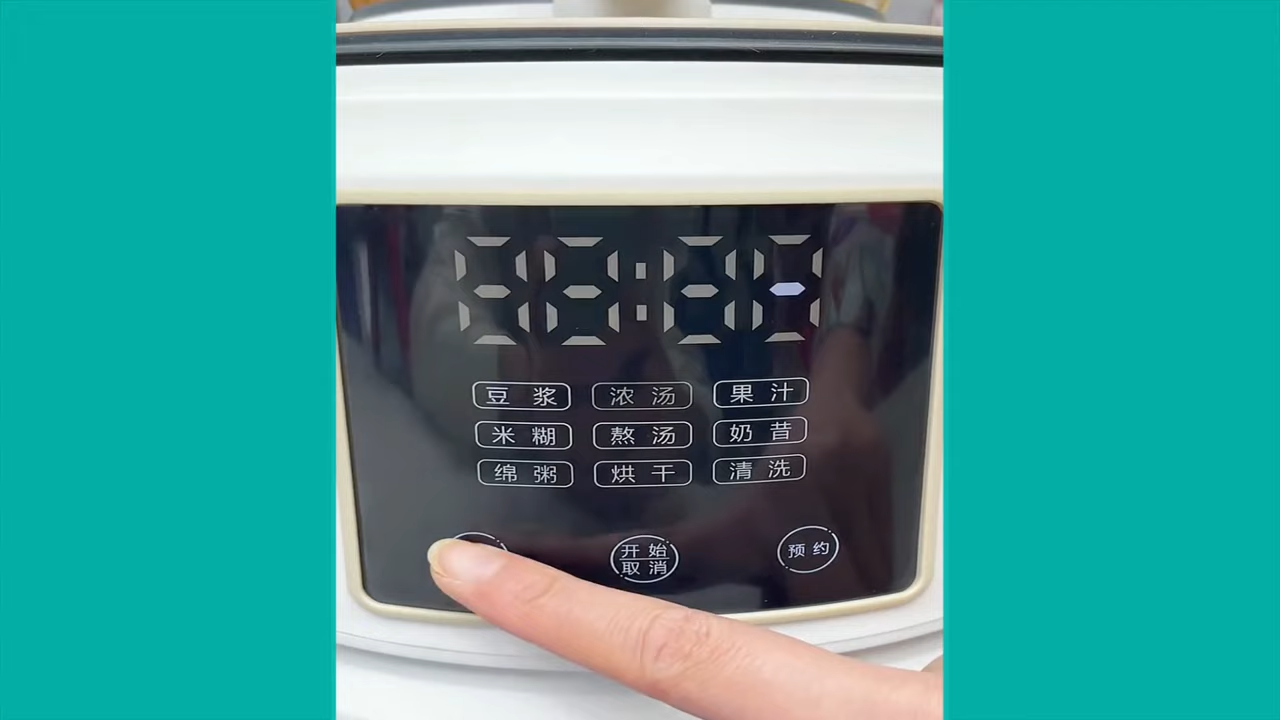 豆浆 浓汤 果汁
米糊 熬汤 奶昔
绵粥 烘干 清洗
开始 预约
取消